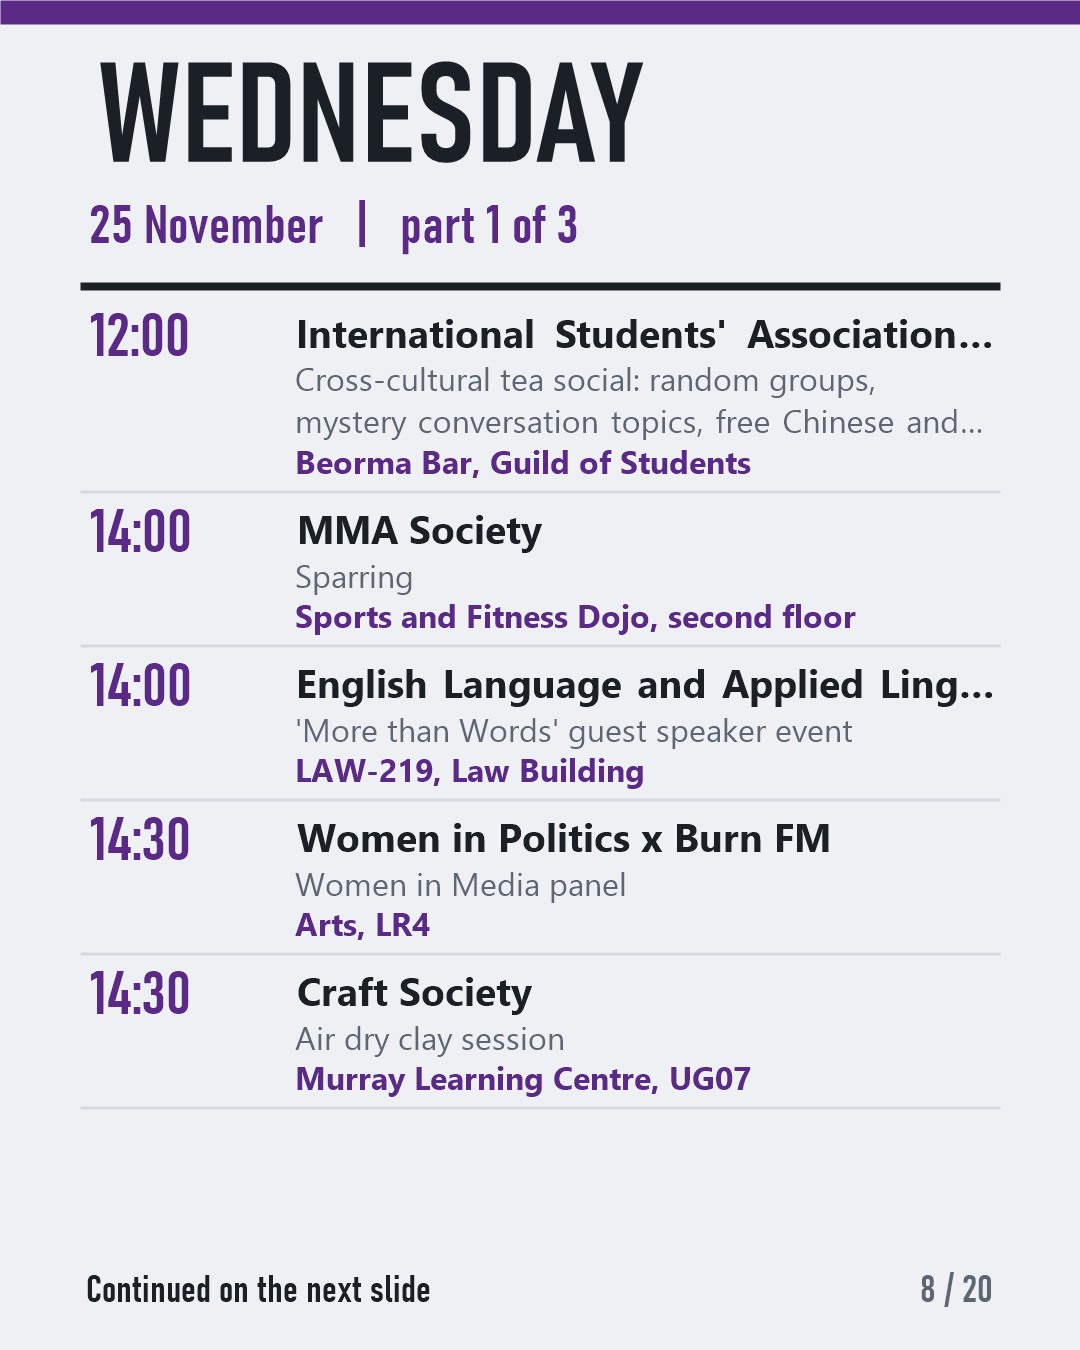 WEDNESDAY
25 November | part 1 of 3
12:00
International Students' Association...
Cross-cultural tea social: random groups,
mystery conversation topics, free Chinese and...
Beorma Bar, Guild of Students
14:00
MMA Society
Sparring
Sports and Fitness Dojo, second floor
14:00
English Language and Applied Ling...
'More than Words' guest speaker event
LAW-219, Law Building
14:30
Women in Politics x Burn FM
Women in Media panel
Arts, LR4
14:30
Craft Society
Air dry clay session
Murray Learning Centre, UG07
Continued on the next slide
8 / 20